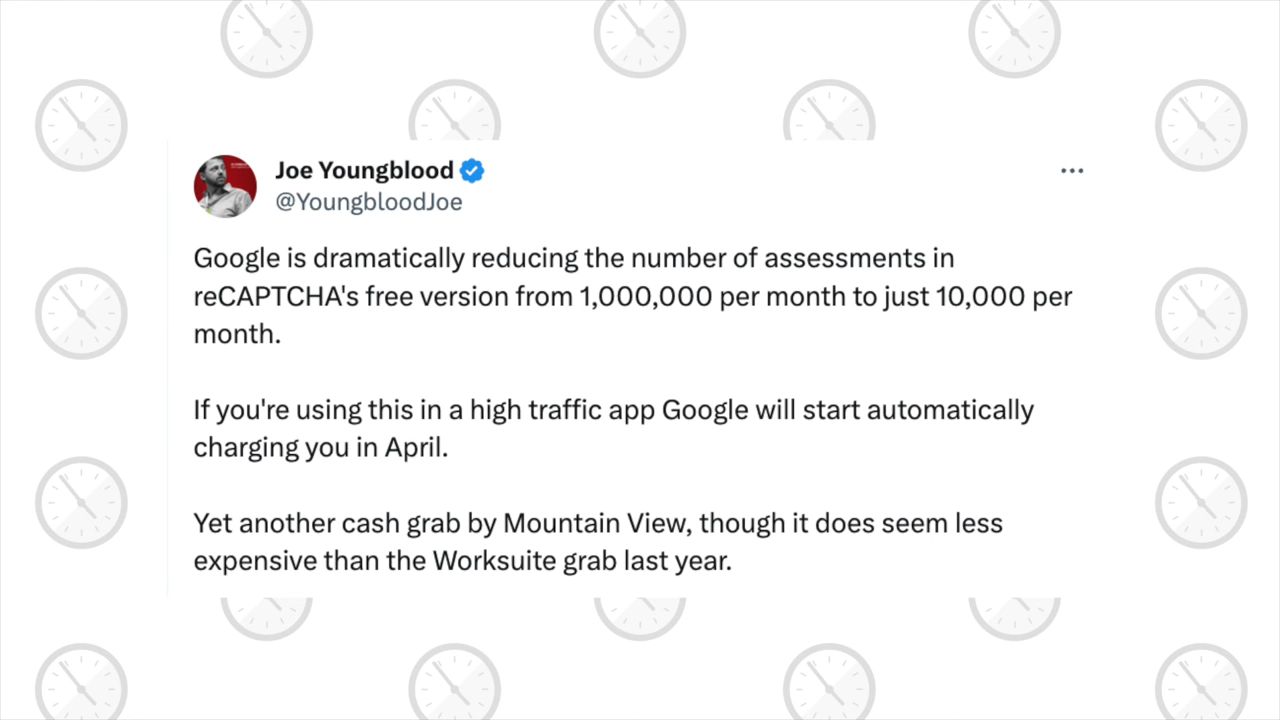 Joe Youngblood
@YoungbloodJoe
Google is dramatically reducing the number of assessments in
reCAPTCHA's free version from 1,000,000 per month to just 10,000 per
month.
If you're using this in a high traffic app Google will start automatically
charging you in April.
Yet another cash grab by Mountain View, though it does seem less
expensive than the Worksuite grab last year.